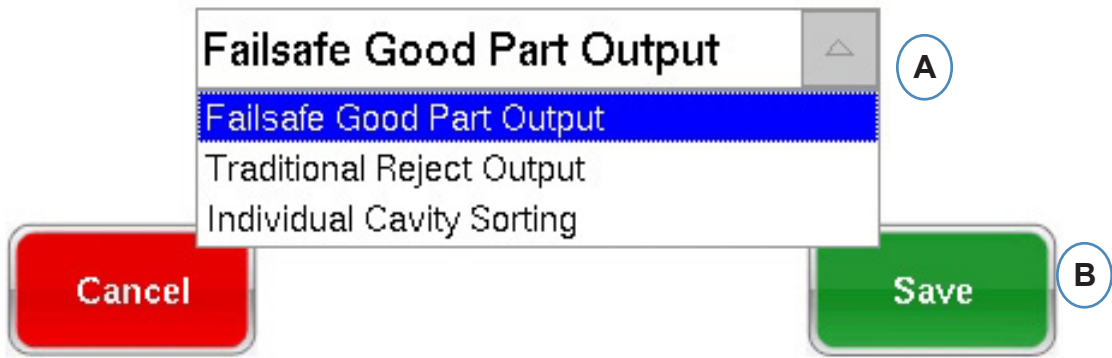 Failsafe Good Part Output
A
Failsafe Good Part Output
Traditional Reject Output
Individual Cavity Sorting
Cancel
Save
B